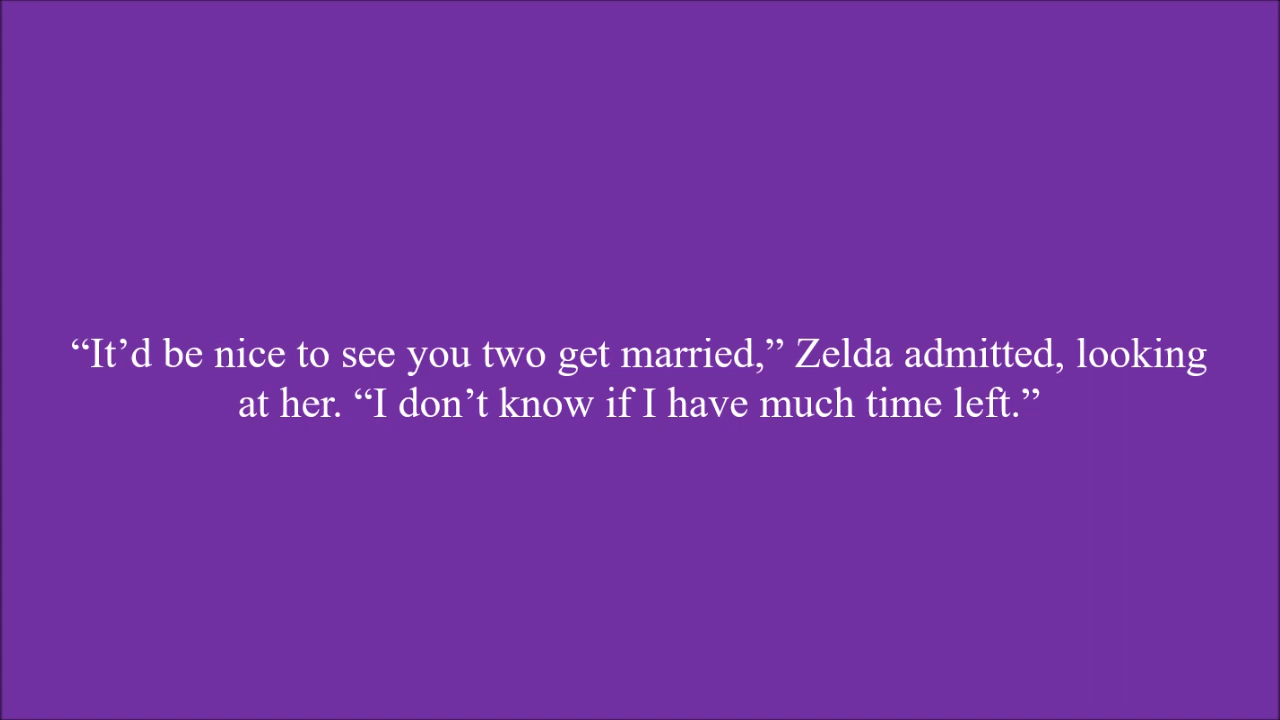 “It’d be nice to see you two get married,” Zelda admitted, looking
at her. “I don’t know if I have much time left.”